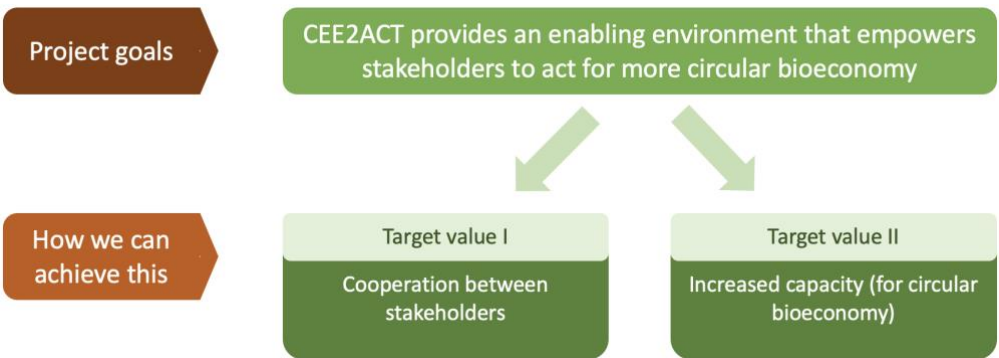 Project goals
CEE2ACT provides an enabling environment that empowers
stakeholders to act for more circular bioeconomy
How we can
achieve this
Target value I
Cooperation between
stakeholders
Target value II
Increased capacity (for circular
bioeconomy)